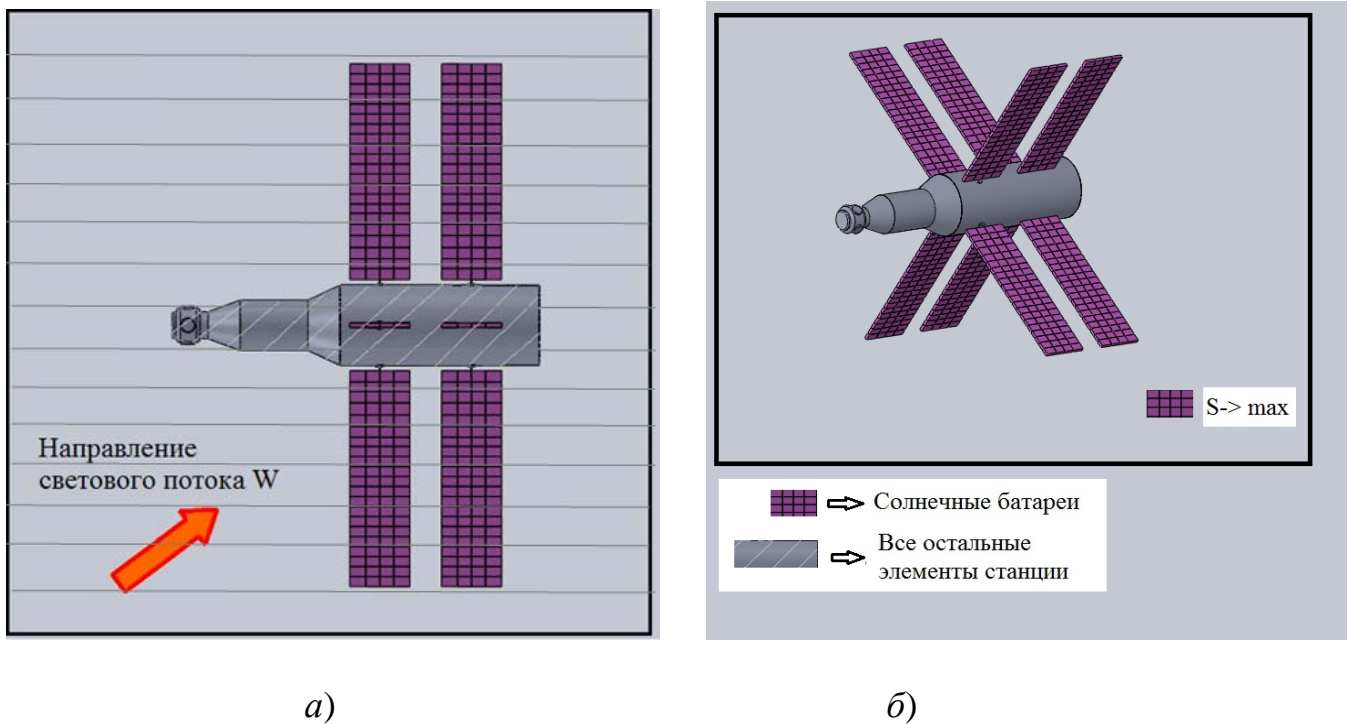 Направление
светового потока W
S-> max
Солнечные батареи
Все остальные
элементы станции
а)
б)